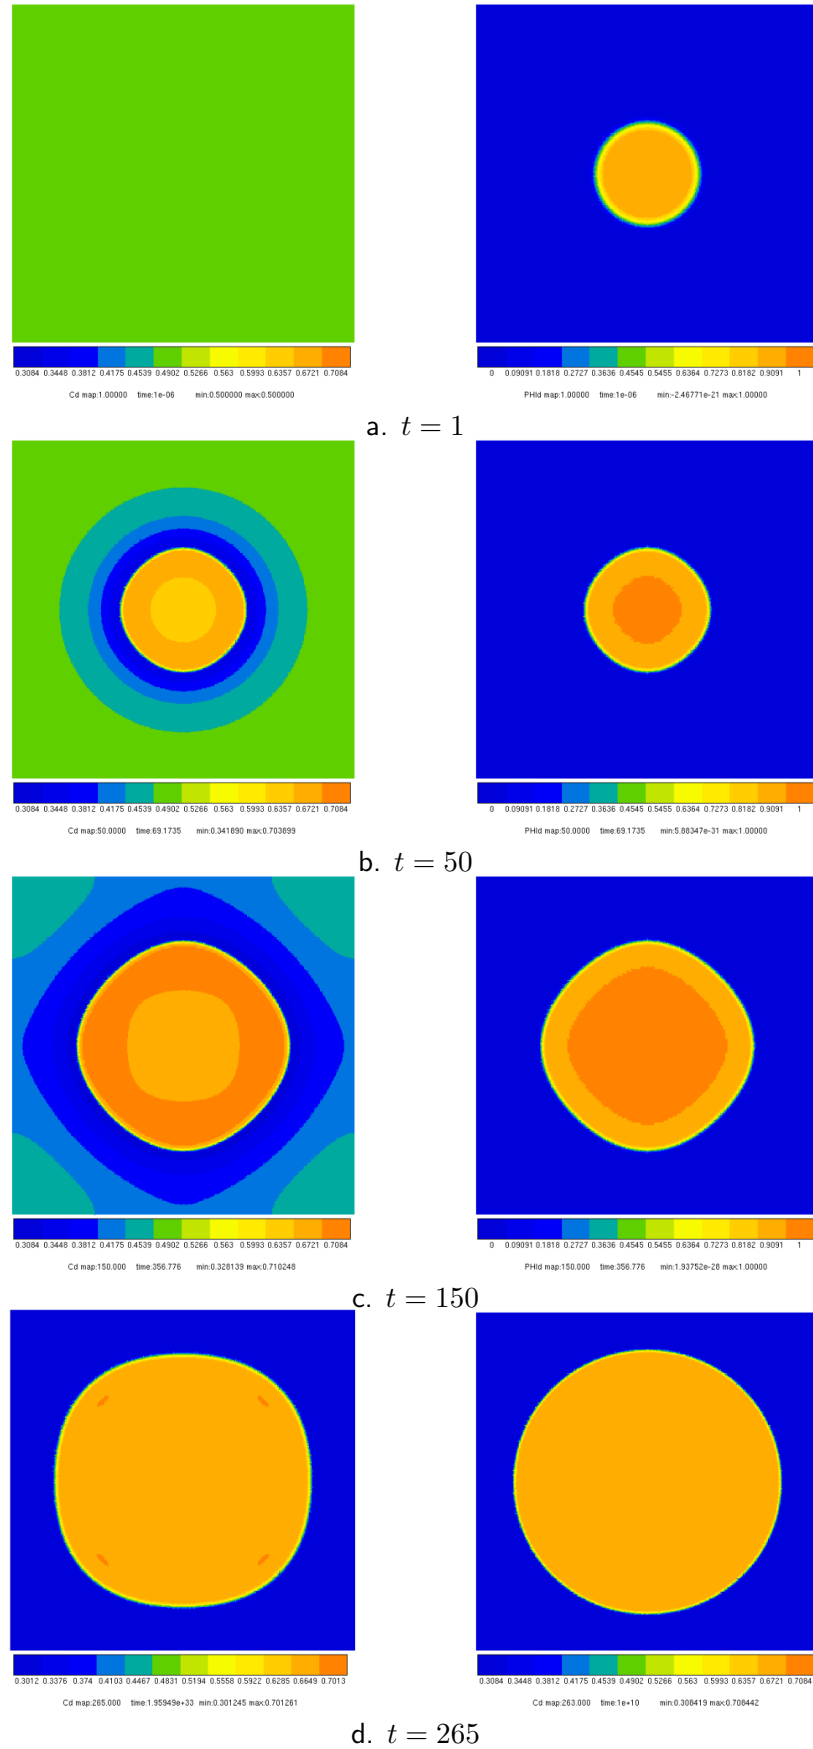 0.3084 0.3448 0.3812 0.4175 0.4539 0.4902 0.5266 0.563 0.5993 0.6357 0.6721 0.7084
0 0.09091 0.1818 0.2727 0.3636 0.4545 0.5455 0.6364 0.7273 0.8182 0.9091 1
Cd map:1.00000 time:1e-06 min:0.500000 max:0.500000
PHId map:1.00000 time:1e-06 min:-2.46771e-21 max:1.00000
a. t = 1
0.3084 0.3448 0.3812 0.4175 0.4539 0.4902 0.5266 0.563 0.5993 0.6357 0.6721 0.7084
0 0.09091 0.1818 0.2727 0.3636 0.4545 0.5455 0.6364 0.7273 0.8182 0.9091 1
Cd map:50.0000 time:69.1735 min:0.341690 max:0.703899
PHId map:50.0000 time:69.1735 min:5.88347e-31 max:1.00000
b. t = 50
0.3084 0.3448 0.3812 0.4175 0.4539 0.4902 0.5266 0.563 0.5993 0.6357 0.6721 0.7084
0 0.09091 0.1818 0.2727 0.3636 0.4545 0.5455 0.6364 0.7273 0.8182 0.9091 1
Cd map:150.000 time:356.776 min:0.328139 max:0.710248
PHId map:150.000 time:356.776 min:1.93752e-28 max:1.00000
c. t = 150
0.3012 0.3376 0.374 0.4103 0.4467 0.4831 0.5194 0.5558 0.5922 0.6285 0.6649 0.7013
0.3084 0.3448 0.3812 0.4175 0.4539 0.4902 0.5266 0.563 0.5993 0.6357 0.6721 0.7084
Cd map:265.000 time:1.95949e+33 min:0.301245 max:0.701261
Cd map:263.000 time:1e+10 min:0.308419 max:0.708442
d. t = 265